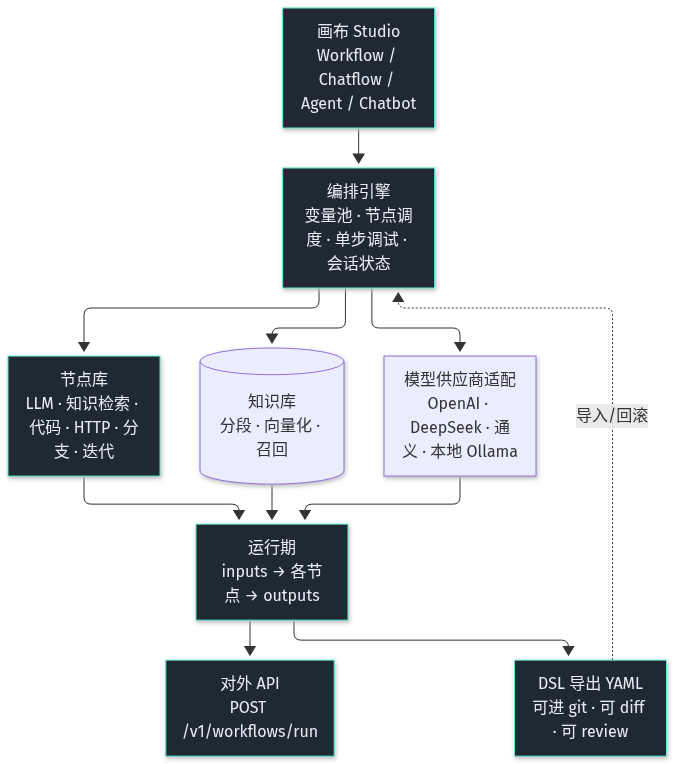 画布 Studio
Workflow /
Chatflow /
Agent / Chatbot
编排引擎
变量池 · 节点调
度 · 单步调试 ·
会话状态
节点库
LLM · 知识检索 ·
代码 · HTTP · 分
支 · 迭代
知识库
分段 · 向量化 ·
召回
模型供应商适配
OpenAI ·
DeepSeek · 通
义 · 本地 Ollama
导入/回滚
运行期
inputs → 各节
点 → outputs
对外 API
POST
/v1/workflows/run
DSL 导出 YAML
可进 git · 可 diff
· 可 review